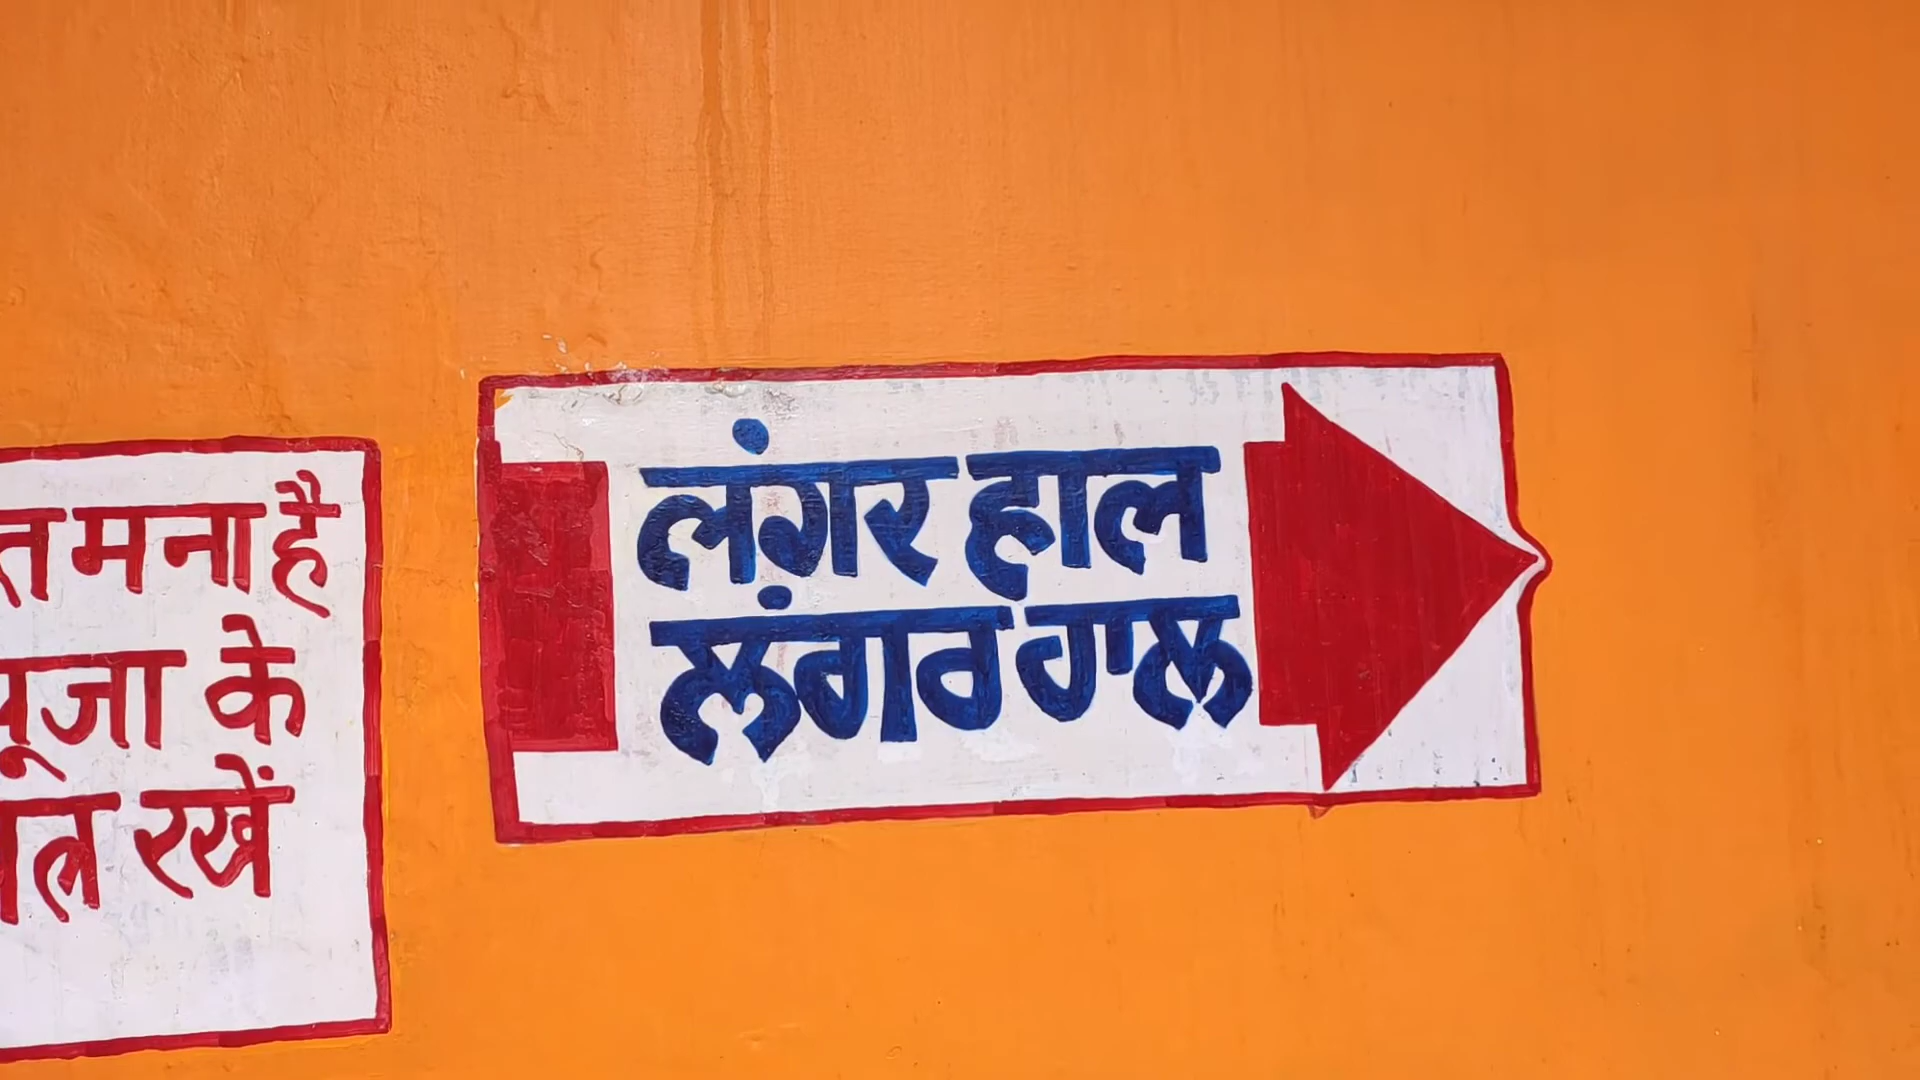 मना है
के
रखें
लंगर हाल
ਲੰਗਰ ਹਾਲ